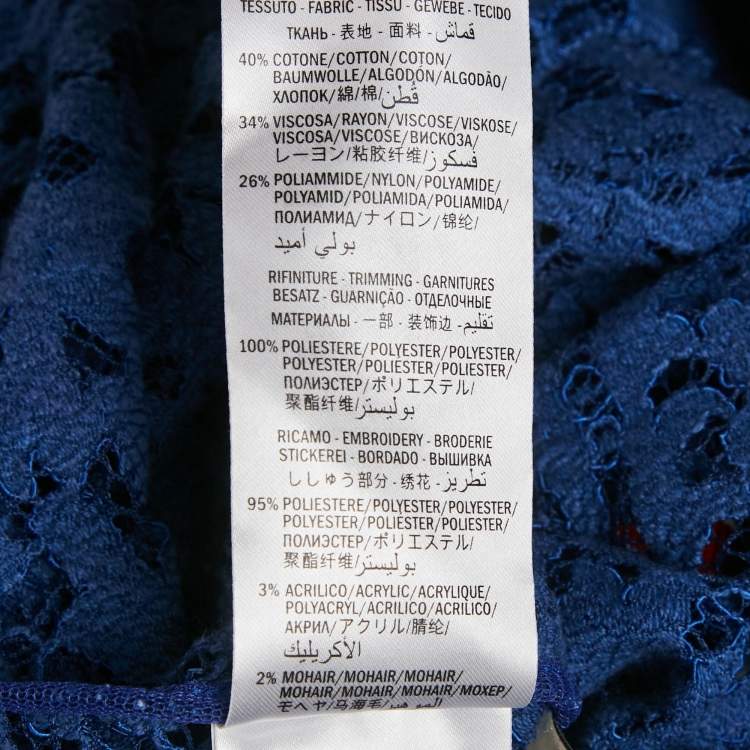 TESSUTO - FABRIC - TISSU - GEWEBE - TECIDO
ТКАНЬ - 表地 - 面料 - قماش
40% COTONE/COTTON/COTON/
BAUMWOLLE/ALGODÓN/ALGODÃO/
ХЛОПОК/綿/棉/قُطن
34% VISCOSA/RAYON/VISCOSE/VISKOSE/
VISCOSA/VISCOSE/ВИСКОЗА/
レーヨン/粘胶纤维/فسكوز
26% POLIAMMIDE/NYLON/POLYAMIDE/
POLYAMID/POLIAMIDA/POLIAMIDA/
ПОЛИАМИД/ナイロン/锦纶/
بولي أميد
RIFINITURE - TRIMMING - GARNITURES
BESATZ - GUARNIÇÃO - ОТДЕЛОЧНЫЕ
МАТЕРИАЛЫ - 一部 - 装饰边 - تقليم
100% POLIESTERE/POLYESTER/POLYESTER/
POLYESTER/POLIÉSTER/POLIÉSTER/
ПОЛИЭСТЕР/ポリエステル/
聚酯纤维/بوليستر
RICAMO - EMBROIDERY - BRODERIE
STICKEREI - BORDADO - ВЫШИВКА
ししゅう部分 - 绣花 - تطريز
95% POLIESTERE/POLYESTER/POLYESTER/
POLYESTER/POLIÉSTER/POLIÉSTER/
ПОЛИЭСТЕР/ポリエステル/
聚酯纤维/بوليستر
3% ACRILICO/ACRYLIC/ACRYLIQUE/
POLYACRYL/ACRILICO/ACRÍLICO/
АКРИЛ/アクリル/腈纶/
الأكريليك
2% MOHAIR/MOHAIR/MOHAIR/
MOHAIR/MOHAIR/MOHAIR/МОХЕР/
モヘヤ/马海毛/